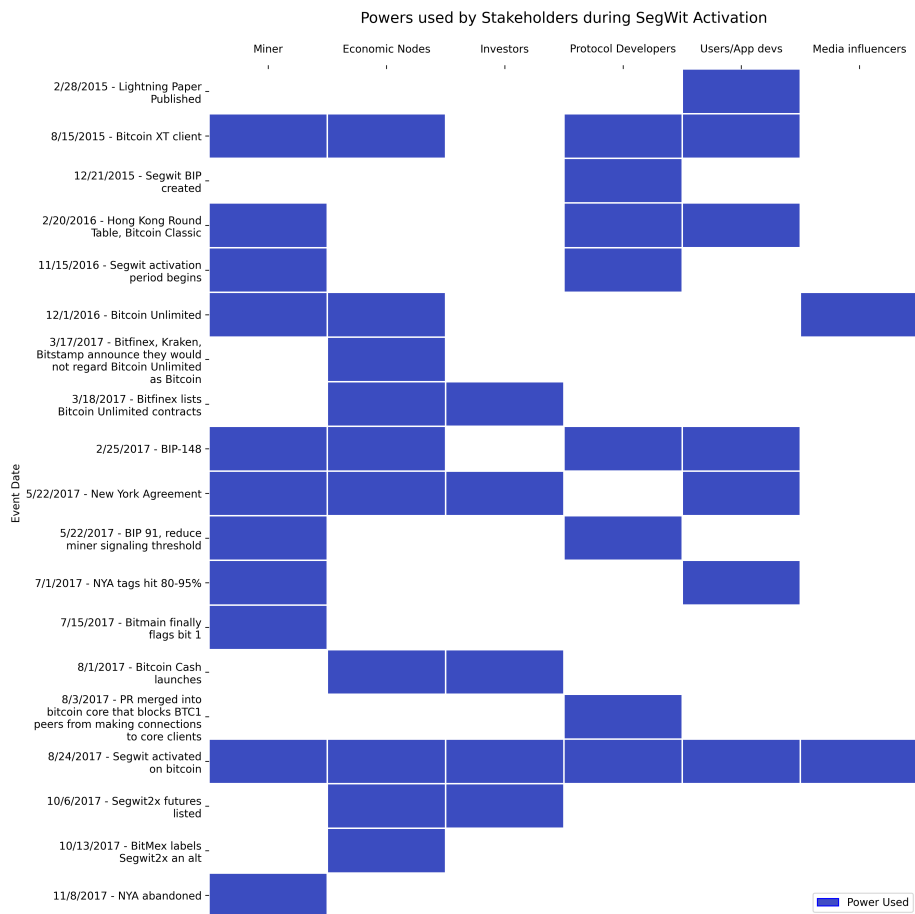 Powers used by Stakeholders during SegWit Activation
Miner
Economic Nodes
Investors
Protocol Developers
Users/App devs
Media influencers
Event Date
2/28/2015 - Lightning Paper
Published
8/15/2015 - Bitcoin XT client
12/21/2015 - Segwit BIP
created
2/20/2016 - Hong Kong Round
Table, Bitcoin Classic
11/15/2016 - Segwit activation
period begins
12/1/2016 - Bitcoin Unlimited
3/17/2017 - Bitfinex, Kraken,
Bitstamp announce they would
not regard Bitcoin Unlimited
as Bitcoin
3/18/2017 - Bitfinex lists
Bitcoin Unlimited contracts
2/25/2017 - BIP-148
5/22/2017 - New York Agreement
5/22/2017 - BIP 91, reduce
miner signaling threshold
7/1/2017 - NYA tags hit 80-95%
7/15/2017 - Bitmain finally
flags bit 1
8/1/2017 - Bitcoin Cash
launches
8/3/2017 - PR merged into
bitcoin core that blocks BTC1
peers from making connections
to core clients
8/24/2017 - Segwit activated
on bitcoin
10/6/2017 - Segwit2x futures
listed
10/13/2017 - BitMex labels
Segwit2x an alt
11/8/2017 - NYA abandoned
Power Used